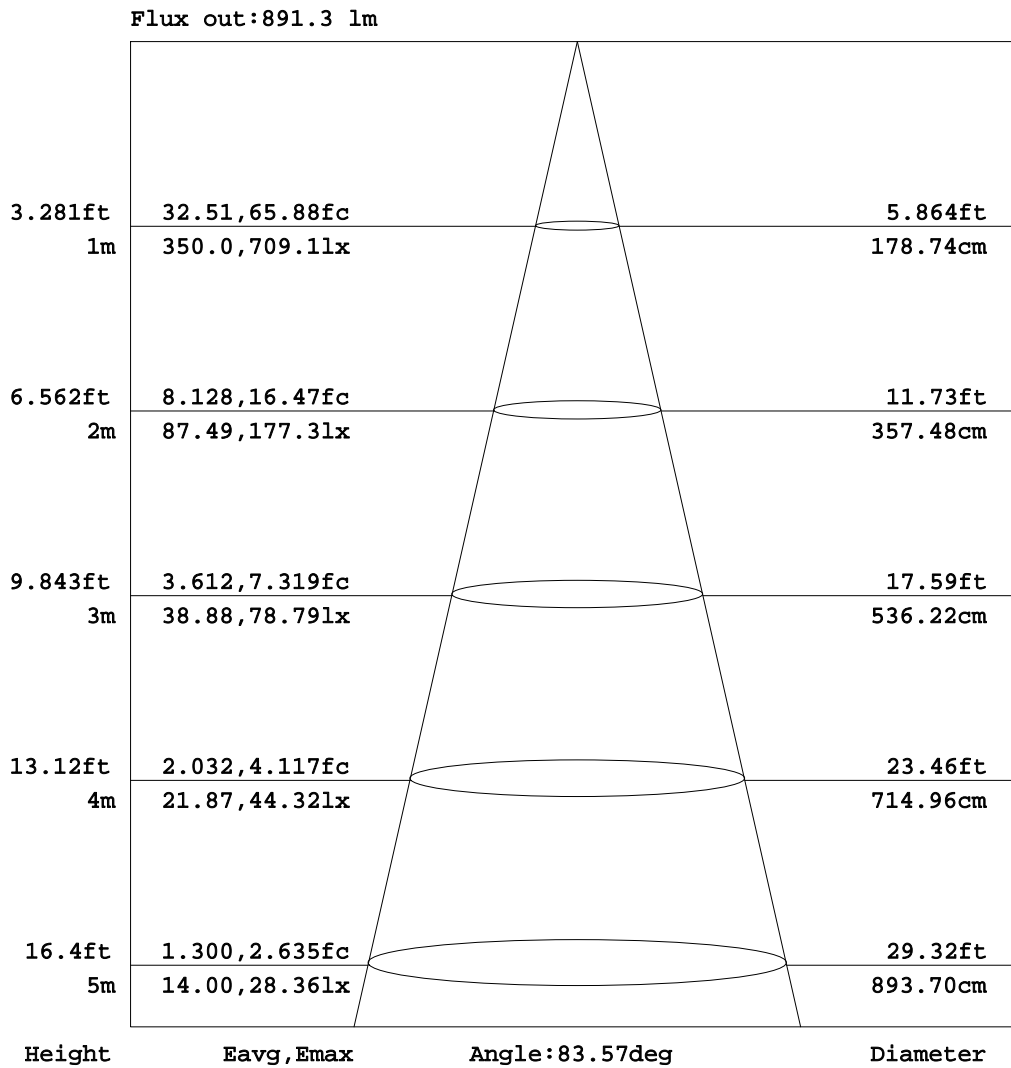 Flux out:891.3 lm
3.281ft 32.51,65.88fc 5.864ft
1m 350.0,709.1lx 178.74cm
6.562ft 8.128,16.47fc 11.73ft
2m 87.49,177.3lx 357.48cm
9.843ft 3.612,7.319fc 17.59ft
3m 38.88,78.79lx 536.22cm
13.12ft 2.032,4.117fc 23.46ft
4m 21.87,44.32lx 714.96cm
16.4ft 1.300,2.635fc 29.32ft
5m 14.00,28.36lx 893.70cm
Height Eavg,Emax Angle:83.57deg Diameter